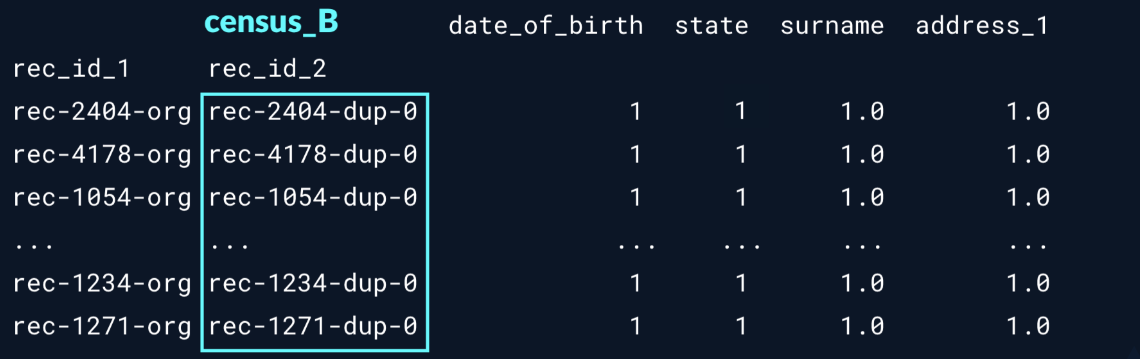 census_B date_of_birth state surname address_1
rec_id_1 rec_id_2
rec-2404-org rec-2404-dup-0 1 1 1.0 1.0
rec-4178-org rec-4178-dup-0 1 1 1.0 1.0
rec-1054-org rec-1054-dup-0 1 1 1.0 1.0
... ... ... ... ... ...
rec-1234-org rec-1234-dup-0 1 1 1.0 1.0
rec-1271-org rec-1271-dup-0 1 1 1.0 1.0